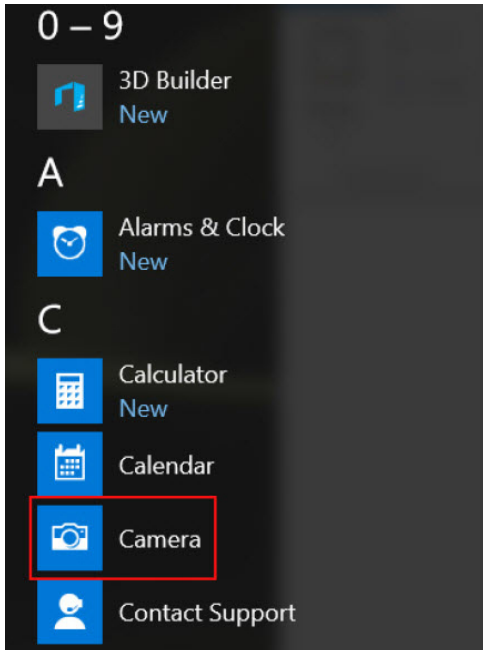 0 – 9
3D Builder
New
A
Alarms & Clock
New
C
Calculator
New
Calendar
Camera
Contact Support